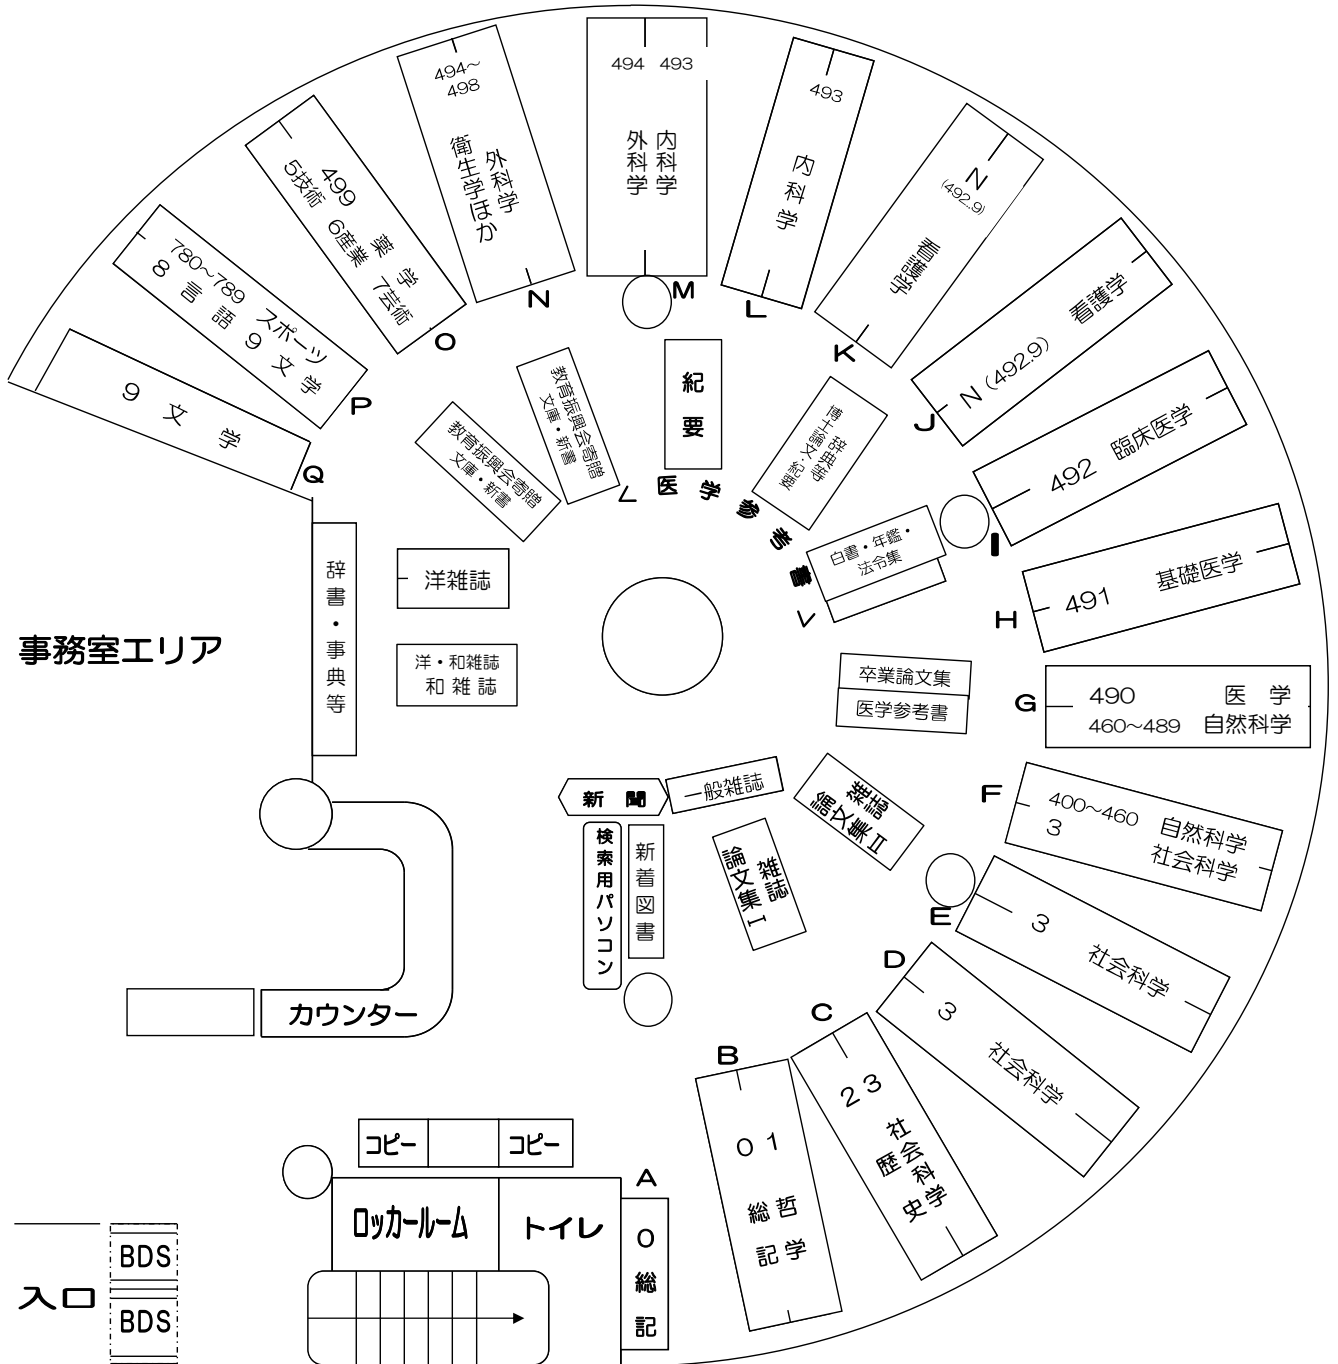 494～
498
外科学
衛生学ほか
N
494 493
内科学
外科学
M
493
内科学
L
N
(492.9)
看護学
K
N (492.9) 看護学
J
492 臨床医学
I
491 基礎医学
H
490 医学
460～489 自然科学
G
400～460 自然科学
3 社会科学
F
3 社会科学
E
3 社会科学
D
2 3
社会科学
歴史
C
0 1
哲学
総記
B
A
0 総記
499 薬学
5技術 6産業 7芸術
O
780～789 スポーツ
8 言語 9 文学
P
9 文学
Q
教育振興会寄贈
文庫・新書
教育振興会寄贈
文庫・新書
紀要
辞典等
博士論文・紀要
＜医学参考書＞
白書・年鑑・
法令集
卒業論文集
医学参考書
雑誌
論文集Ⅱ
雑誌
論文集Ⅰ
一般雑誌
新聞
検索用パソコン
新着図書
洋雑誌
洋・和雑誌
和雑誌
辞書・事典等
事務室エリア
カウンター
コピー コピー
ロッカールーム トイレ
BDS
入口
BDS